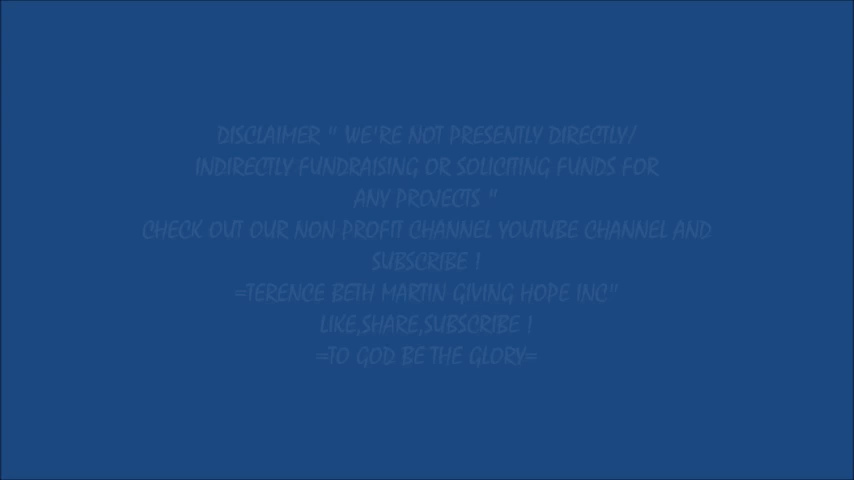 DISCLAIMER " WE'RE NOT PRESENTLY DIRECTLY/
INDIRECTLY FUNDRAISING OR SOLICITING FUNDS FOR
ANY PROJECTS "
CHECK OUT OUR NON PROFIT CHANNEL YOUTUBE CHANNEL AND
SUBSCRIBE !
=TERENCE BETH MARTIN GIVING HOPE INC"
LIKE,SHARE,SUBSCRIBE !
=TO GOD BE THE GLORY=